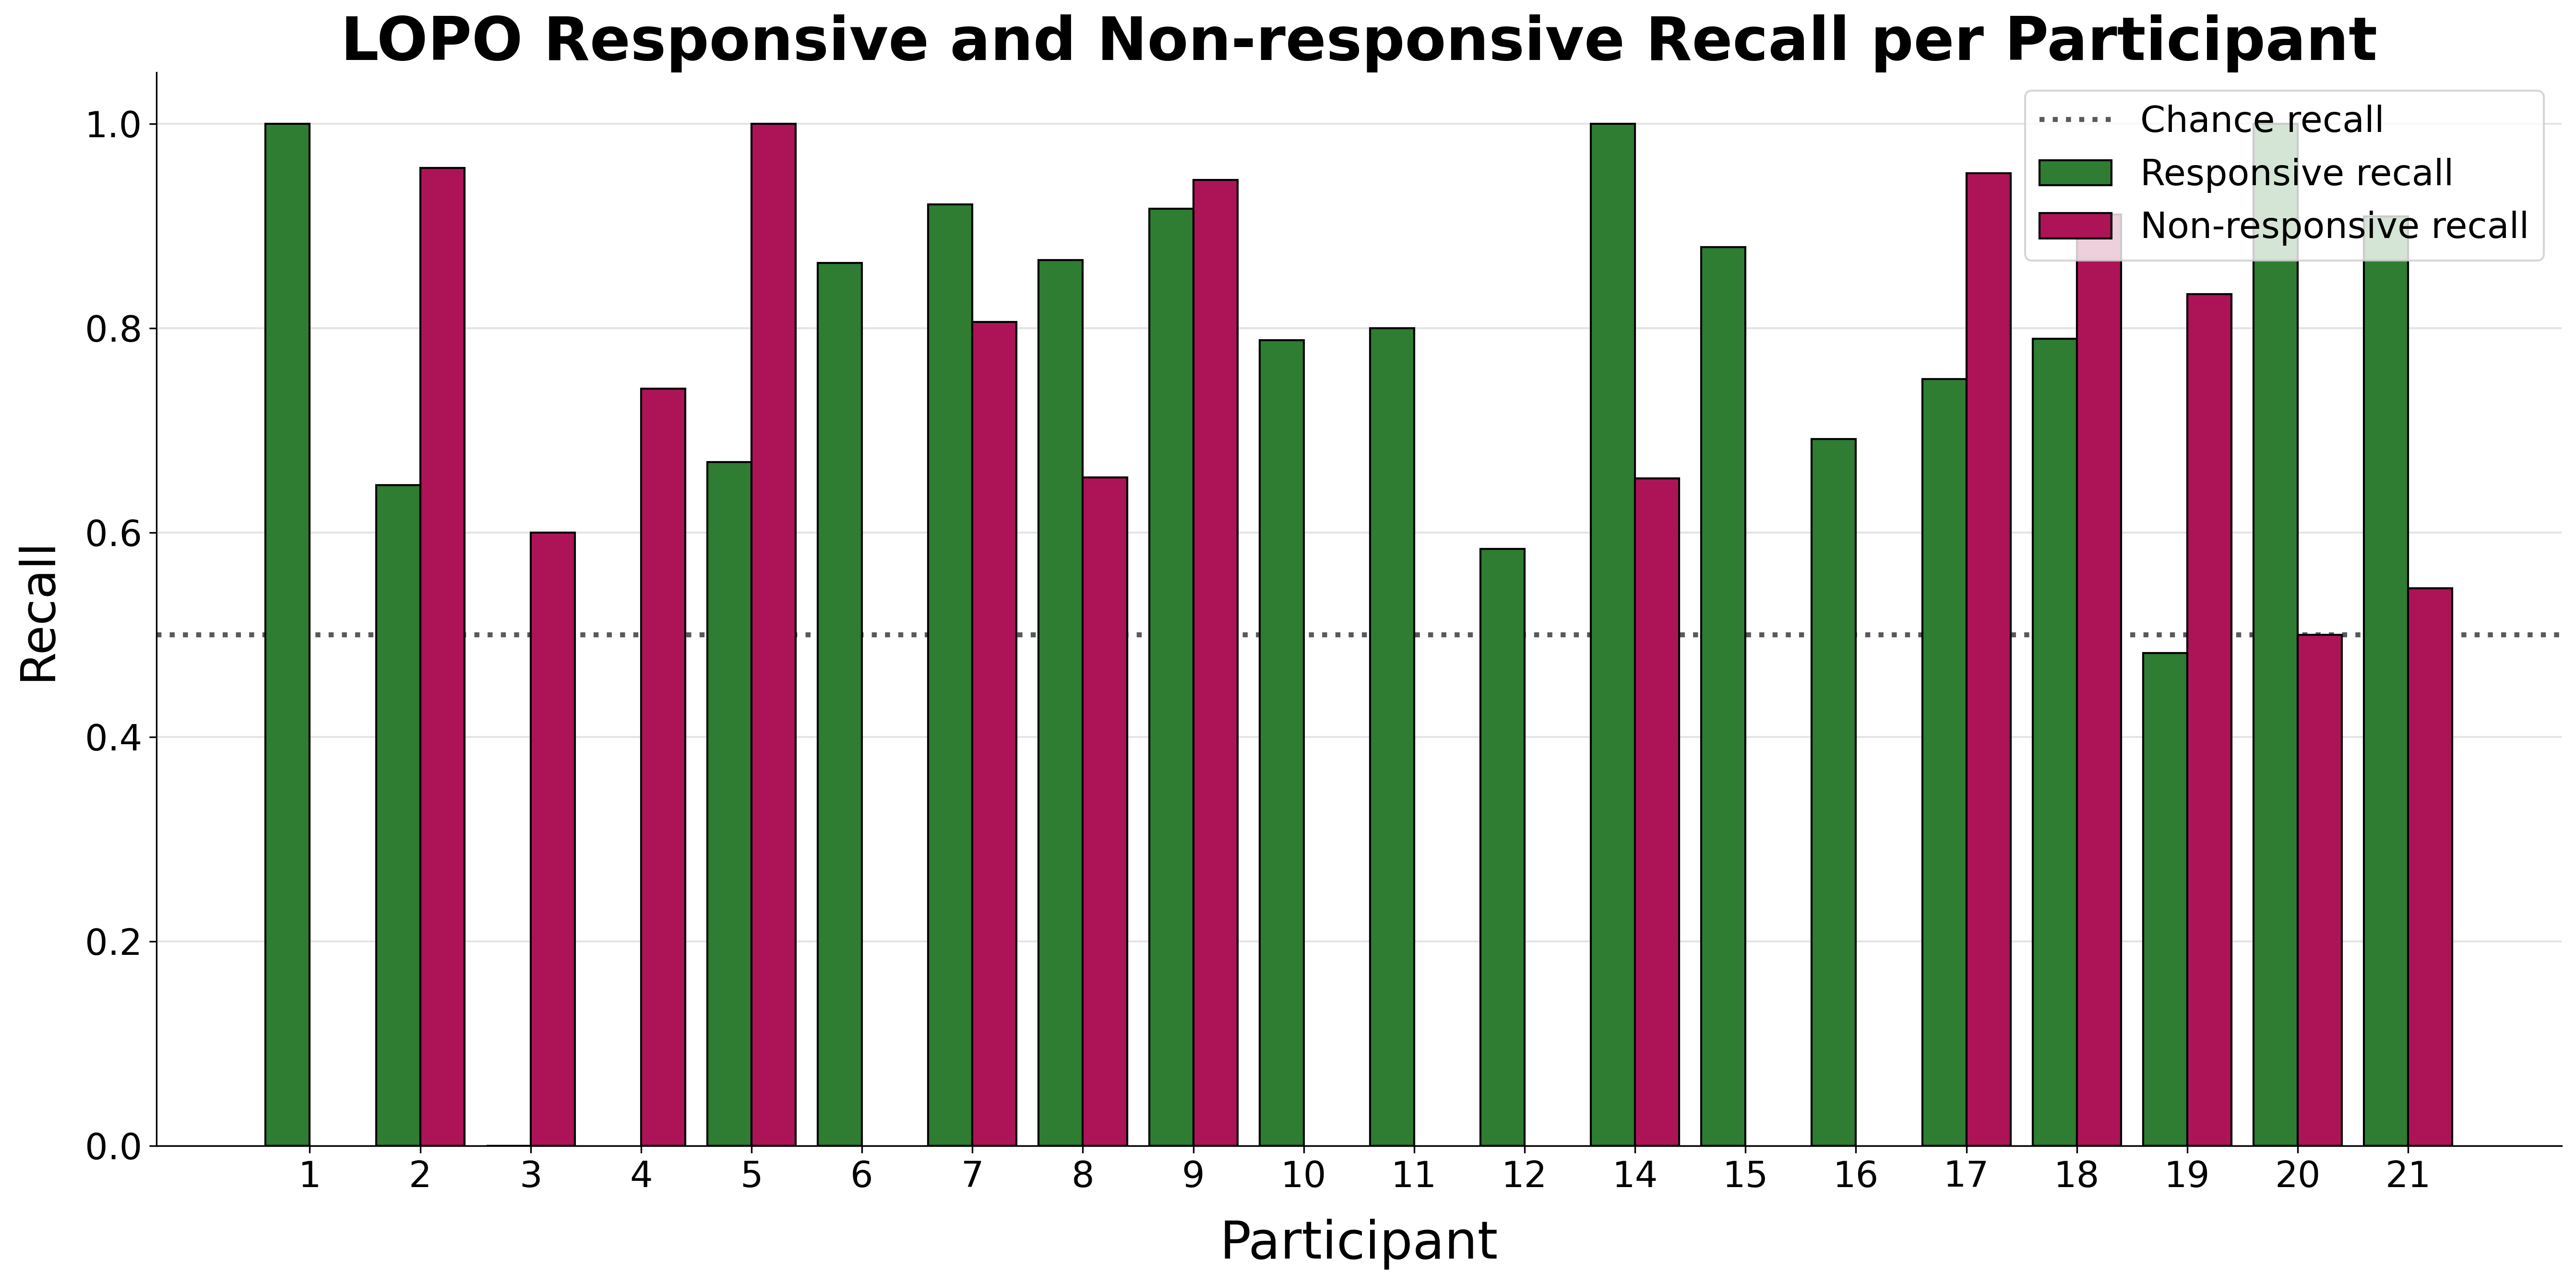 LOPO Responsive and Non-responsive Recall per Participant
Chance recall
Responsive recall
Non-responsive recall
1.0
0.8
0.6
0.4
0.2
0.0
Recall
1 2 3 4 5 6 7 8 9 10 11 12 14 15 16 17 18 19 20 21
Participant